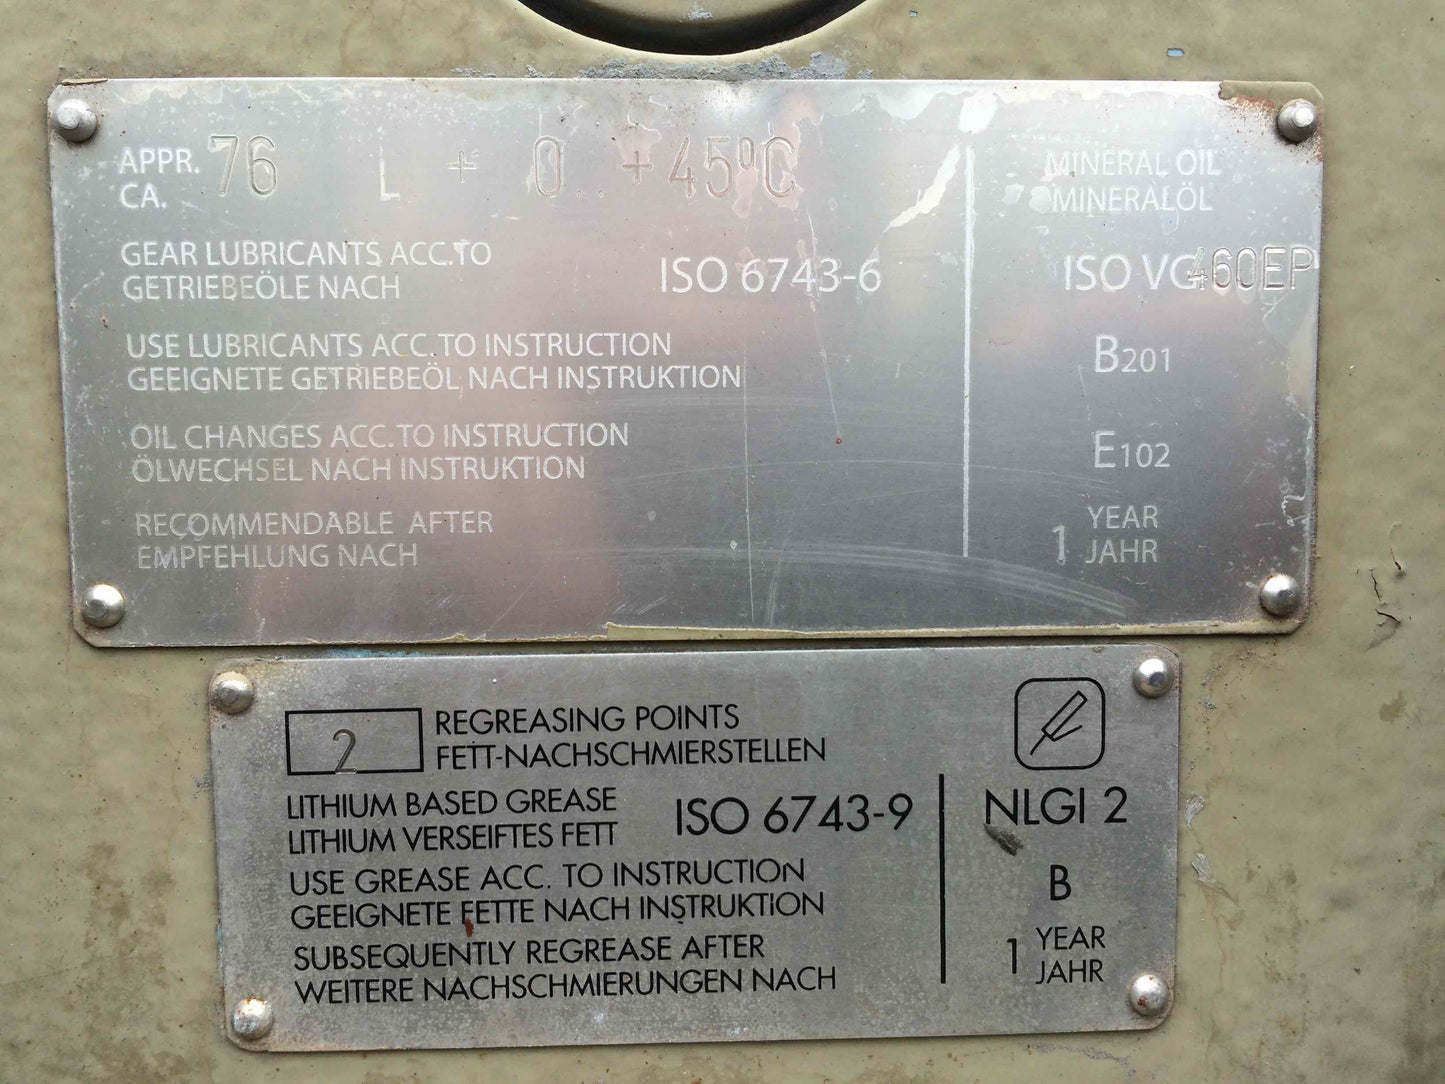 APPR. 76 L + 0.. +45ºC
CA.
MINERAL OIL
MINERALÖL
GEAR LUBRICANTS ACC.TO
GETRIEBEÖLE NACH
ISO 6743-6
ISO VG460EP
USE LUBRICANTS ACC.TO INSTRUCTION
GEEIGNETE GETRIEBEÖL NACH INSTRUKTION
B201
OIL CHANGES ACC.TO INSTRUCTION
ÖLWECHSEL NACH INSTRUKTION
E102
RECOMMENDABLE AFTER
EMPFEHLUNG NACH
1 YEAR
JAHR
2 REGREASING POINTS
FETT-NACHSCHMIERSTELLEN
LITHIUM BASED GREASE
LITHIUM VERSEIFTES FETT
ISO 6743-9
NLGI 2
USE GREASE ACC. TO INSTRUCTION
GEEIGNETE FETTE NACH INSTRUKTION
B
SUBSEQUENTLY REGREASE AFTER
WEITERE NACHSCHMIERUNGEN NACH
1 YEAR
JAHR